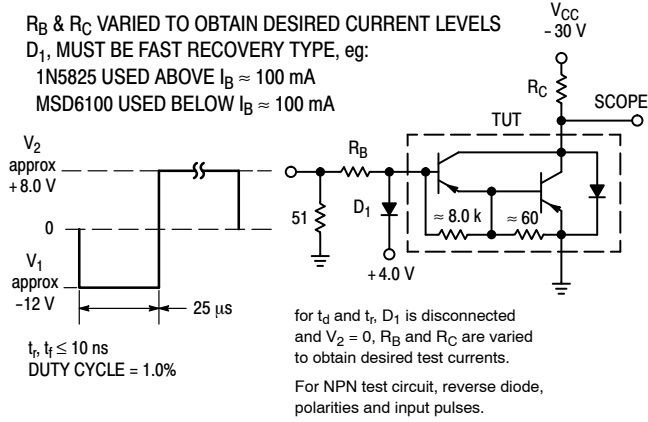 R_B & R_C VARIED TO OBTAIN DESIRED CURRENT LEVELS
D_1, MUST BE FAST RECOVERY TYPE, eg:
1N5825 USED ABOVE I_B ≈ 100 mA
MSD6100 USED BELOW I_B ≈ 100 mA
V_CC
- 30 V
R_C
SCOPE
TUT
V_2
approx
+ 8.0 V
0
V_1
approx
-12 V
25 μs
R_B
51
D_1
≈ 8.0 k
≈ 60
+ 4.0 V
t_r, t_f ≤ 10 ns
DUTY CYCLE = 1.0%
for t_d and t_r, D_1 is disconnected
and V_2 = 0, R_B and R_C are varied
to obtain desired test currents.
For NPN test circuit, reverse diode,
polarities and input pulses.